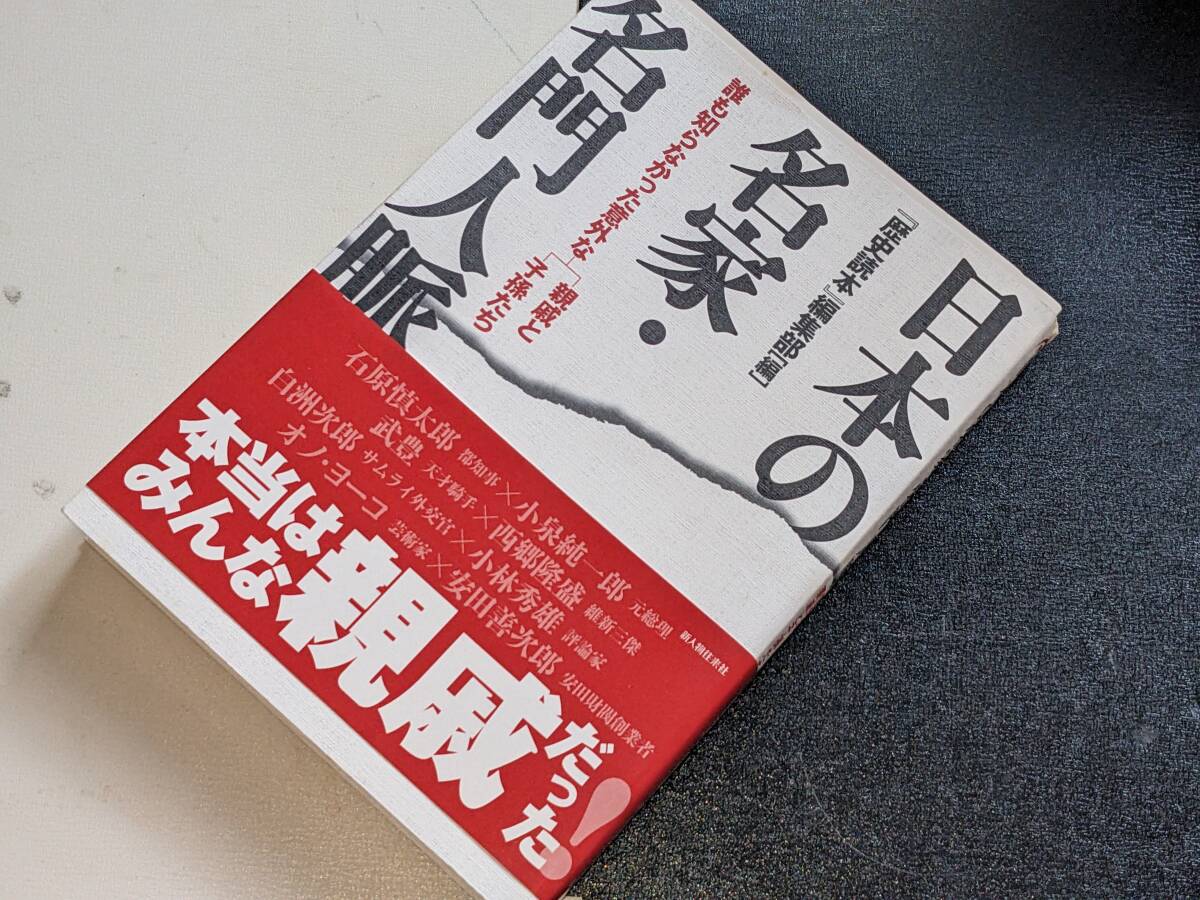 日本の
名家・
名門人脈
『歴史読本』編集部[編]
誰も知らなかった意外な
親戚と
子孫たち
石原慎太郎 都知事×小泉純一郎 元総理
武豊 天才騎手×西郷隆盛 維新三傑
白洲次郎 サムライ外交官×小林秀雄 評論家
オノ・ヨーコ 芸術家×安田善次郎 安田財閥創業者
本当は
みんな
親戚だった!
新人物往来社